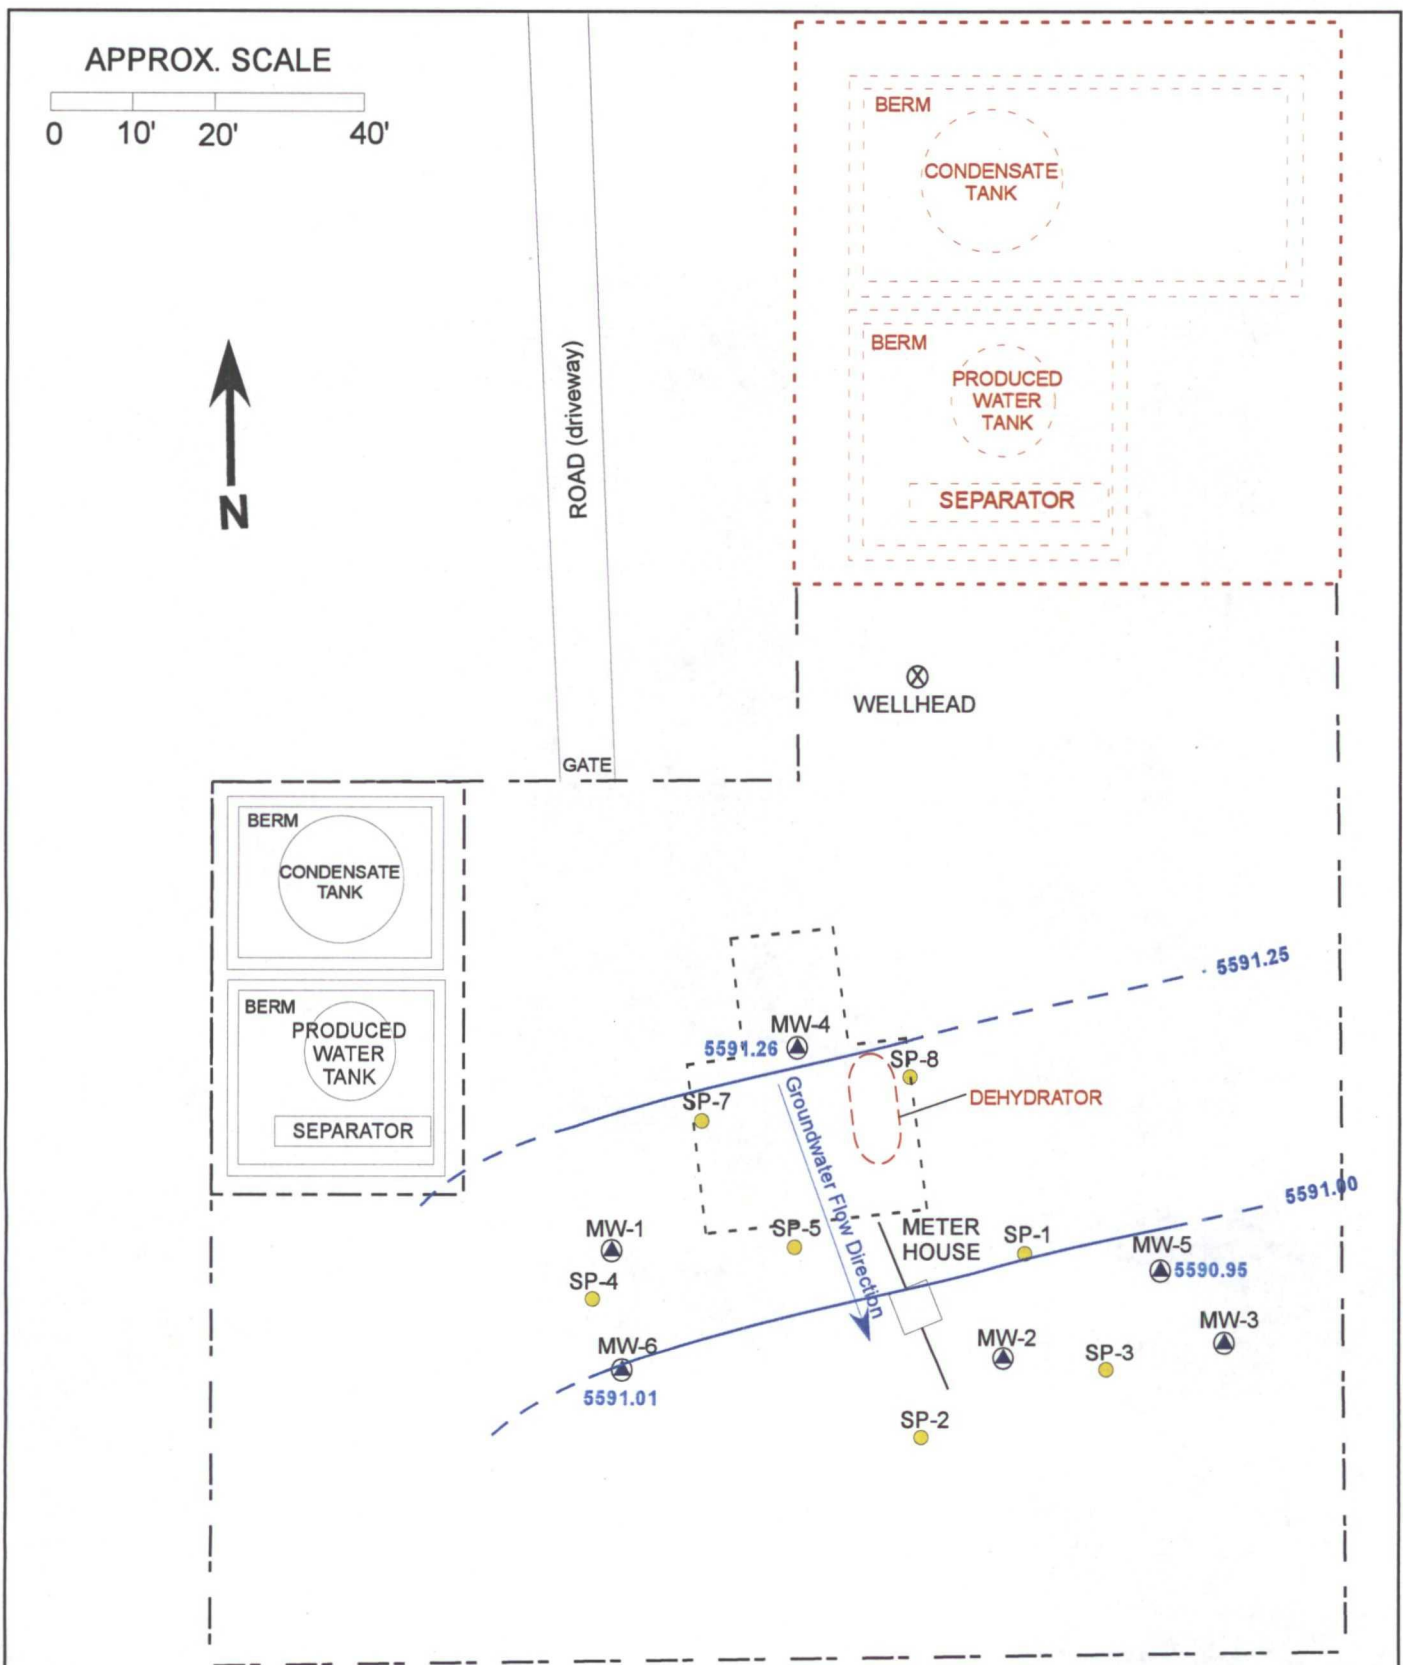 APPROX. SCALE
0 10' 20' 40'
BERM
CONDENSATE
TANK
BERM
PRODUCED
WATER
TANK
SEPARATOR
ROAD (driveway)
N
WELLHEAD
GATE
BERM
CONDENSATE
TANK
BERM
PRODUCED
WATER
TANK
SEPARATOR
5591.25
MW-4
5591.26
SP-8
DEHYDRATOR
SP-7
Groundwater Flow Direction
5591.00
MW-1
SP-5
METER
HOUSE
SP-1
MW-5
5590.95
SP-4
MW-6
5591.01
MW-2
SP-3
MW-3
SP-2